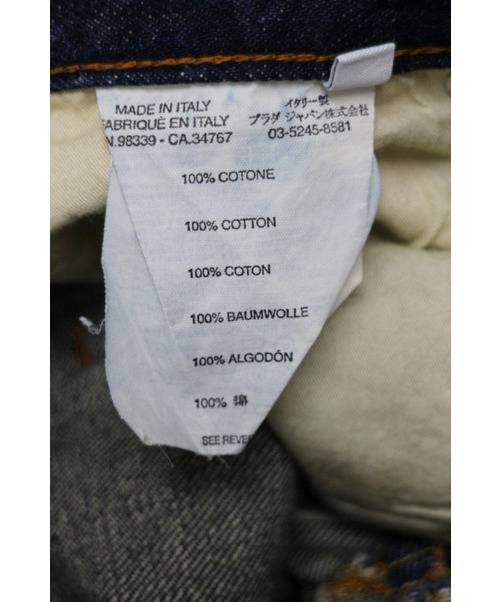 MADE IN ITALY
FABRIQUÉ EN ITALY
N.98339 - CA.34767
イタリー製
プラダ ジャパン株式会社
03-5245-8581
100% COTONE
100% COTTON
100% COTON
100% BAUMWOLLE
100% ALGODÓN
100% 綿
SEE REVE